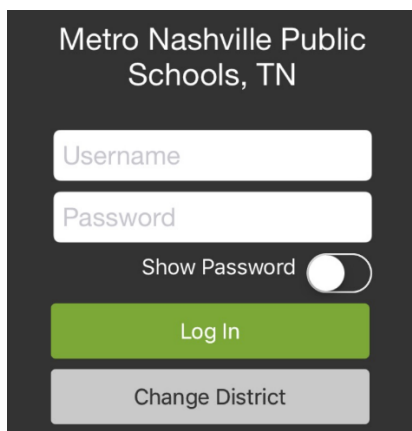 Metro Nashville Public
Schools, TN
Username
Password
Show Password
Log In
Change District